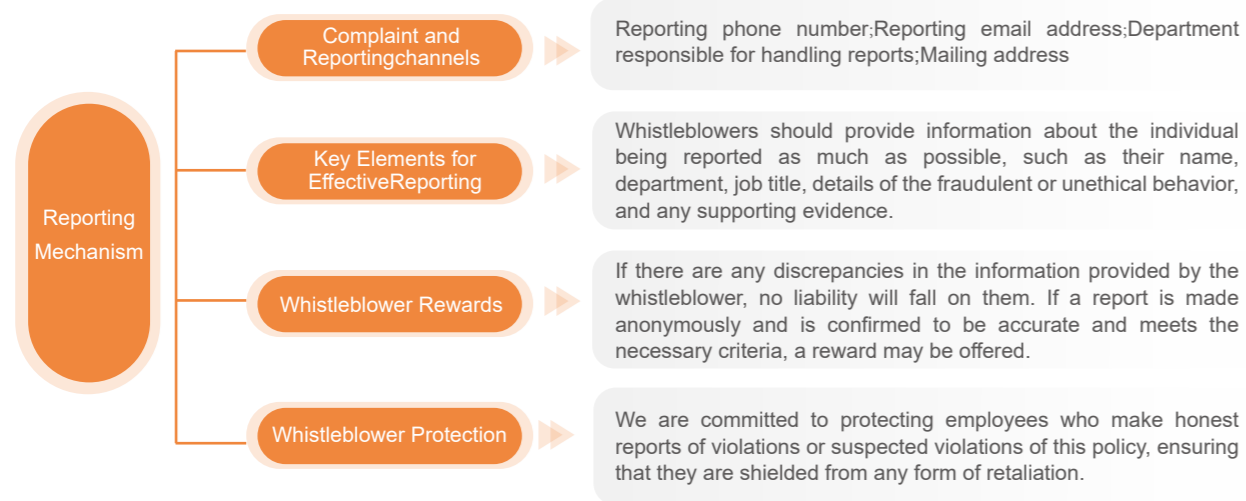 Reporting
Mechanism
Complaint and
Reportingchannels
Reporting phone number;Reporting email address;Department
responsible for handling reports;Mailing address
Key Elements for
EffectiveReporting
Whistleblowers should provide information about the individual
being reported as much as possible, such as their name,
department, job title, details of the fraudulent or unethical behavior,
and any supporting evidence.
Whistleblower Rewards
If there are any discrepancies in the information provided by the
whistleblower, no liability will fall on them. If a report is made
anonymously and is confirmed to be accurate and meets the
necessary criteria, a reward may be offered.
Whistleblower Protection
We are committed to protecting employees who make honest
reports of violations or suspected violations of this policy, ensuring
that they are shielded from any form of retaliation.